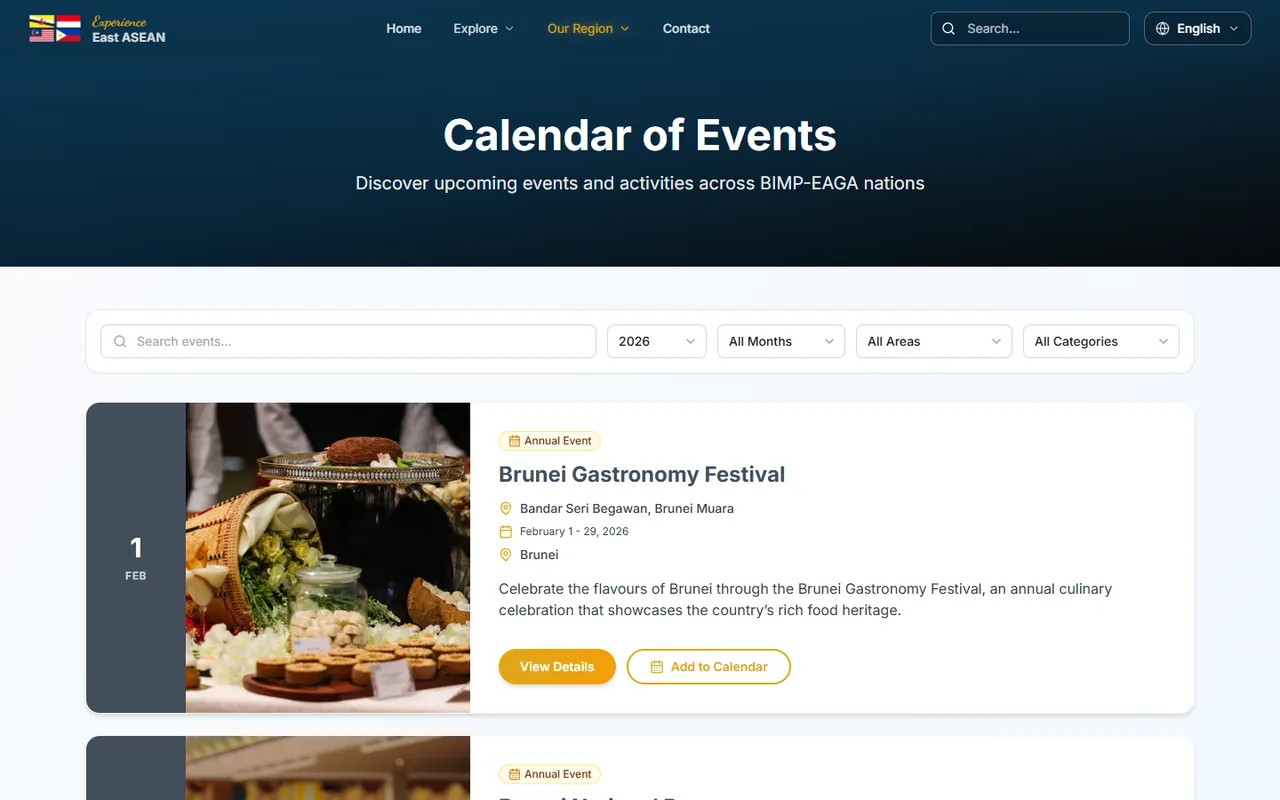 Experience
East ASEAN
Home
Explore
Our Region
Contact
Search...
English
Calendar of Events
Discover upcoming events and activities across BIMP-EAGA nations
Search events...
2026
All Months
All Areas
All Categories
1
FEB
Annual Event
Brunei Gastronomy Festival
Bandar Seri Begawan, Brunei Muara
February 1 - 29, 2026
Brunei
Celebrate the flavours of Brunei through the Brunei Gastronomy Festival, an annual culinary
celebration that showcases the country’s rich food heritage.
View Details
Add to Calendar
Annual Event